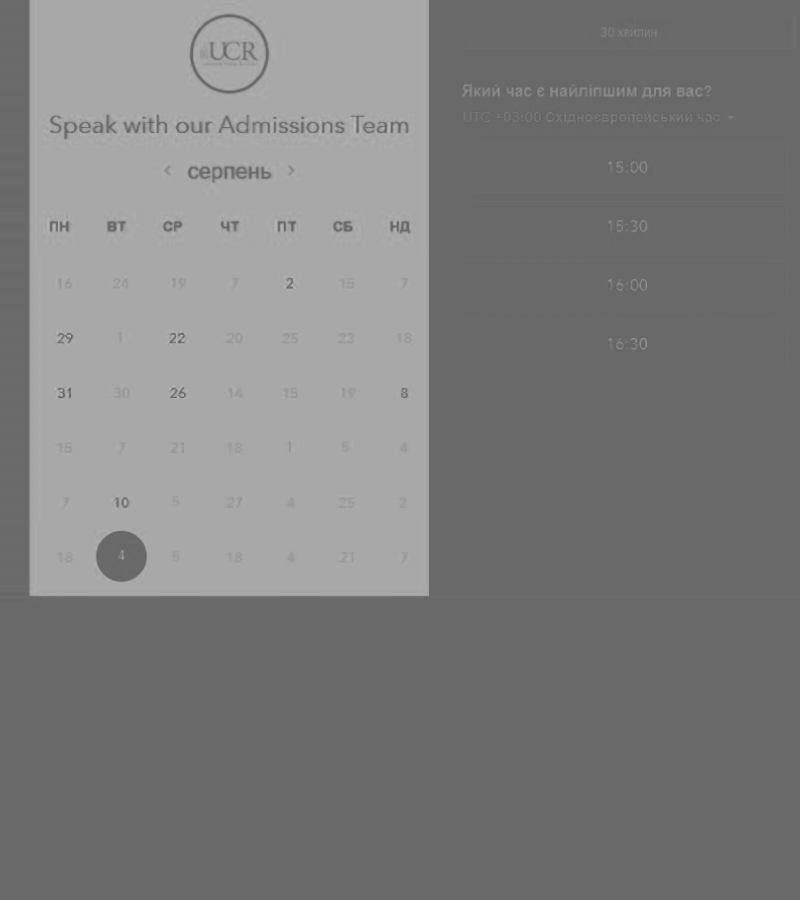 UCR
Speak with our Admissions Team
‹ серпень ›
ПН ВТ СР ЧТ ПТ СБ НД
16 24 19 7 2 15 7
29 1 22 20 25 23 18
31 30 26 14 15 19 8
15 7 21 18 1 5 4
7 10 5 27 4 25 2
18 4 5 18 4 21 7
30 хвилин
Який час є найліпшим для вас?
UTC +03:00 Східноєвропейський час
15:00
15:30
16:00
16:30